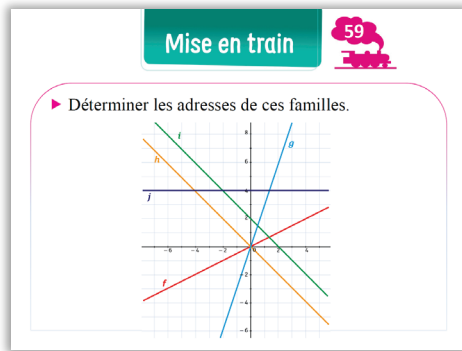 Mise en train
59
▶ Déterminer les adresses de ces familles.
i
8
g
h
6
j
4
2
-6 -4 -2 0 2 4
f
-2
-4
-6